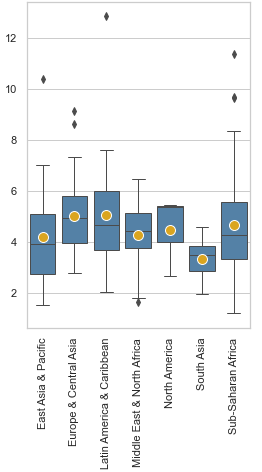 12
10
8
6
4
2
East Asia & Pacific
Europe & Central Asia
Latin America & Caribbean
Middle East & North Africa
North America
South Asia
Sub-Saharan Africa